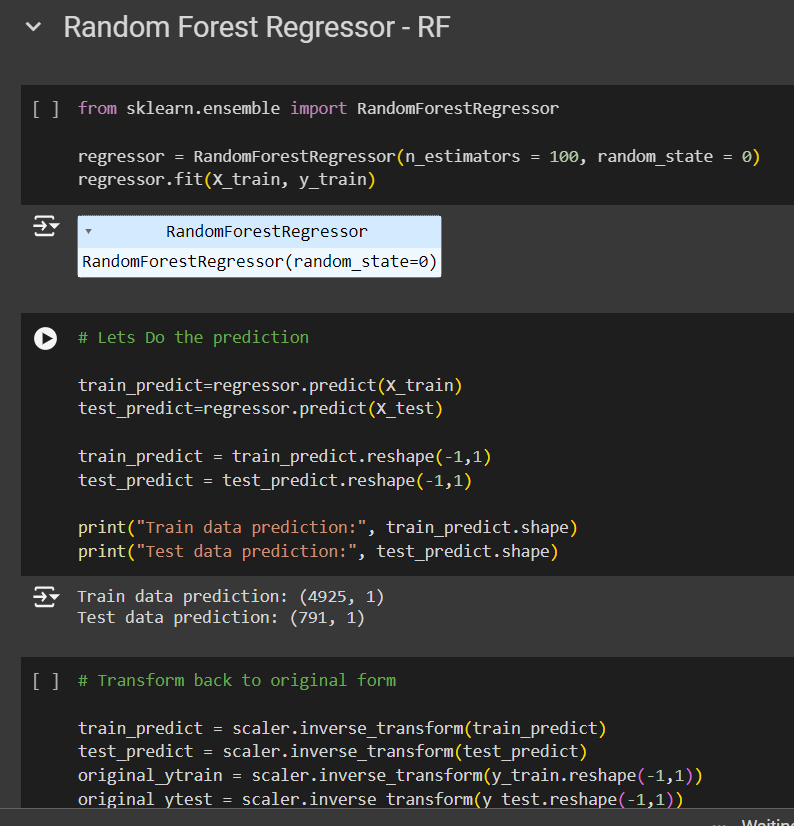 Random Forest Regressor - RF
[ ] from sklearn.ensemble import RandomForestRegressor
regressor = RandomForestRegressor(n_estimators = 100, random_state = 0)
regressor.fit(X_train, y_train)
RandomForestRegressor
RandomForestRegressor(random_state=0)
# Lets Do the prediction
train_predict=regressor.predict(X_train)
test_predict=regressor.predict(X_test)
train_predict = train_predict.reshape(-1,1)
test_predict = test_predict.reshape(-1,1)
print("Train data prediction:", train_predict.shape)
print("Test data prediction:", test_predict.shape)
Train data prediction: (4925, 1)
Test data prediction: (791, 1)
[ ] # Transform back to original form
train_predict = scaler.inverse_transform(train_predict)
test_predict = scaler.inverse_transform(test_predict)
original_ytrain = scaler.inverse_transform(y_train.reshape(-1,1))
original_ytest = scaler.inverse_transform(y_test.reshape(-1,1))